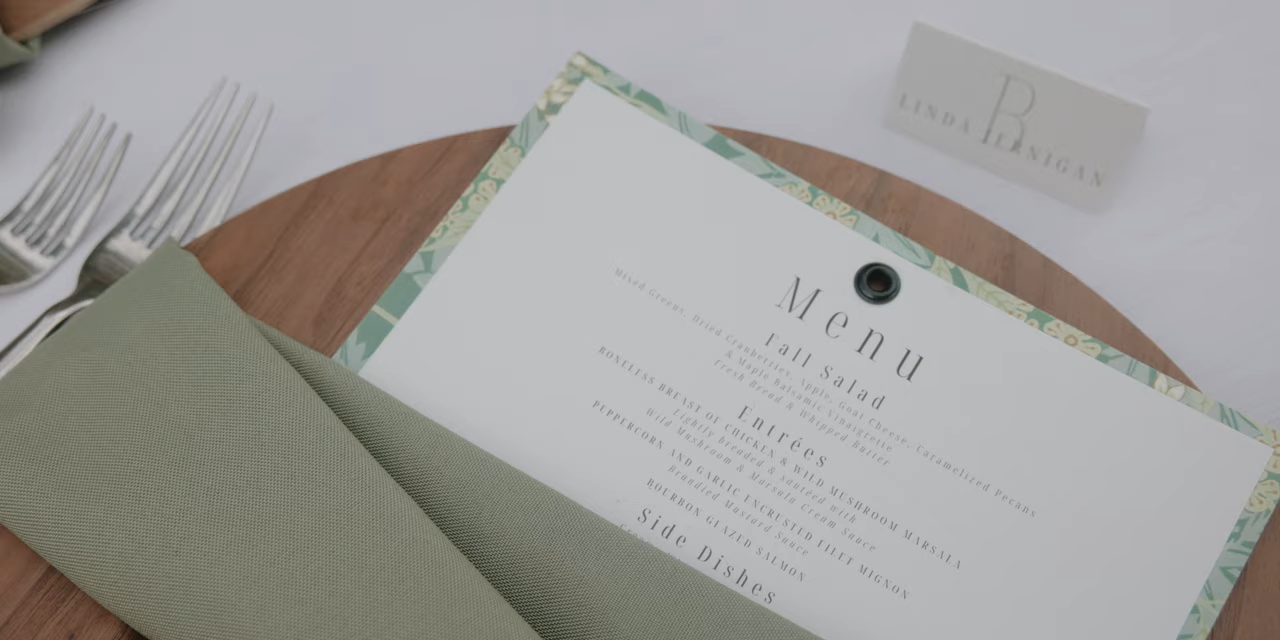 B
LINDA JERNIGAN
Menu
Fall Salad
Mixed Greens, Dried Cranberries, Apple, Goat Cheese, Caramelized Pecans
& Maple Balsamic Vinaigrette
Fresh Bread & Whipped Butter
Entrées
BONELESS BREAST OF CHICKEN & WILD MUSHROOM MARSALA
Lightly breaded & sautéed with
Wild Mushroom & Marsala Cream Sauce
PEPPERCORN AND GARLIC ENCRUSTED FILET MIGNON
Brandied Mustard Sauce
BOURBON GLAZED SALMON
Side Dishes